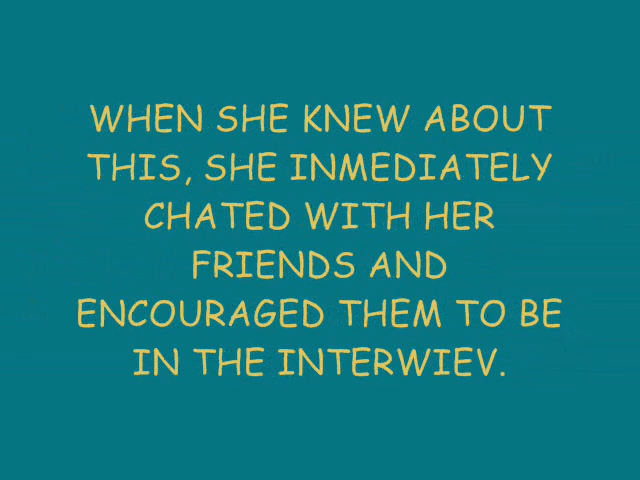 WHEN SHE KNEW ABOUT
THIS, SHE INMEDIATELY
CHATED WITH HER
FRIENDS AND
ENCOURAGED THEM TO BE
IN THE INTERWIEV.